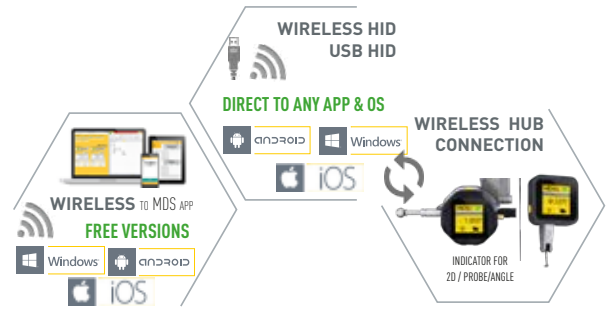 WIRELESS HID
USB HID
DIRECT TO ANY APP & OS
ANDROID
Windows
iOS
WIRELESS TO MDS APP
FREE VERSIONS
Windows
ANDROID
iOS
WIRELESS HUB
CONNECTION
INDICATOR FOR
2D / PROBE/ANGLE